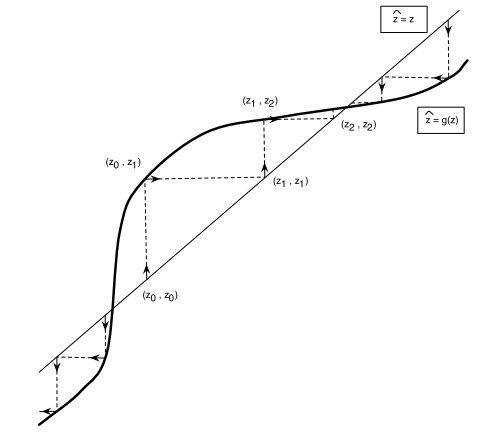 ẑ = z
ẑ = g(z)
(z₁ , z₂)
(z₂ , z₂)
(z₀ , z₁)
(z₁ , z₁)
(z₀ , z₀)